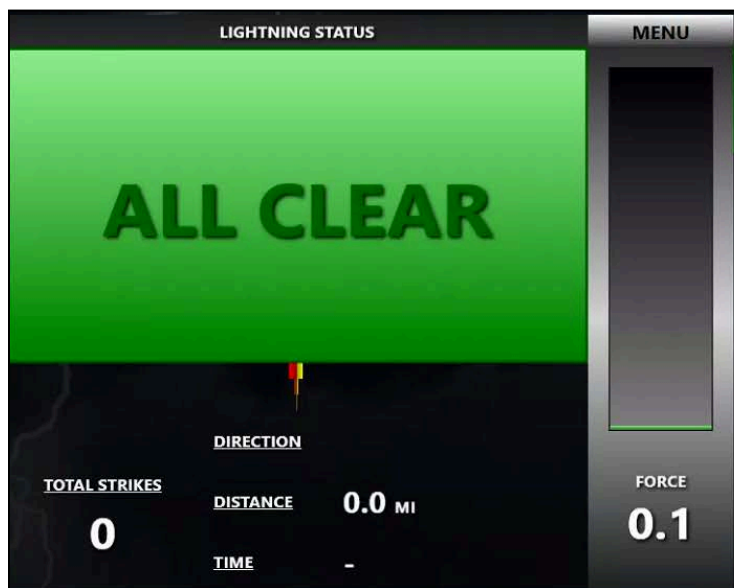 LIGHTNING STATUS
MENU
ALL CLEAR
DIRECTION
TOTAL STRIKES
0
DISTANCE 0.0 MI
TIME -
FORCE
0.1